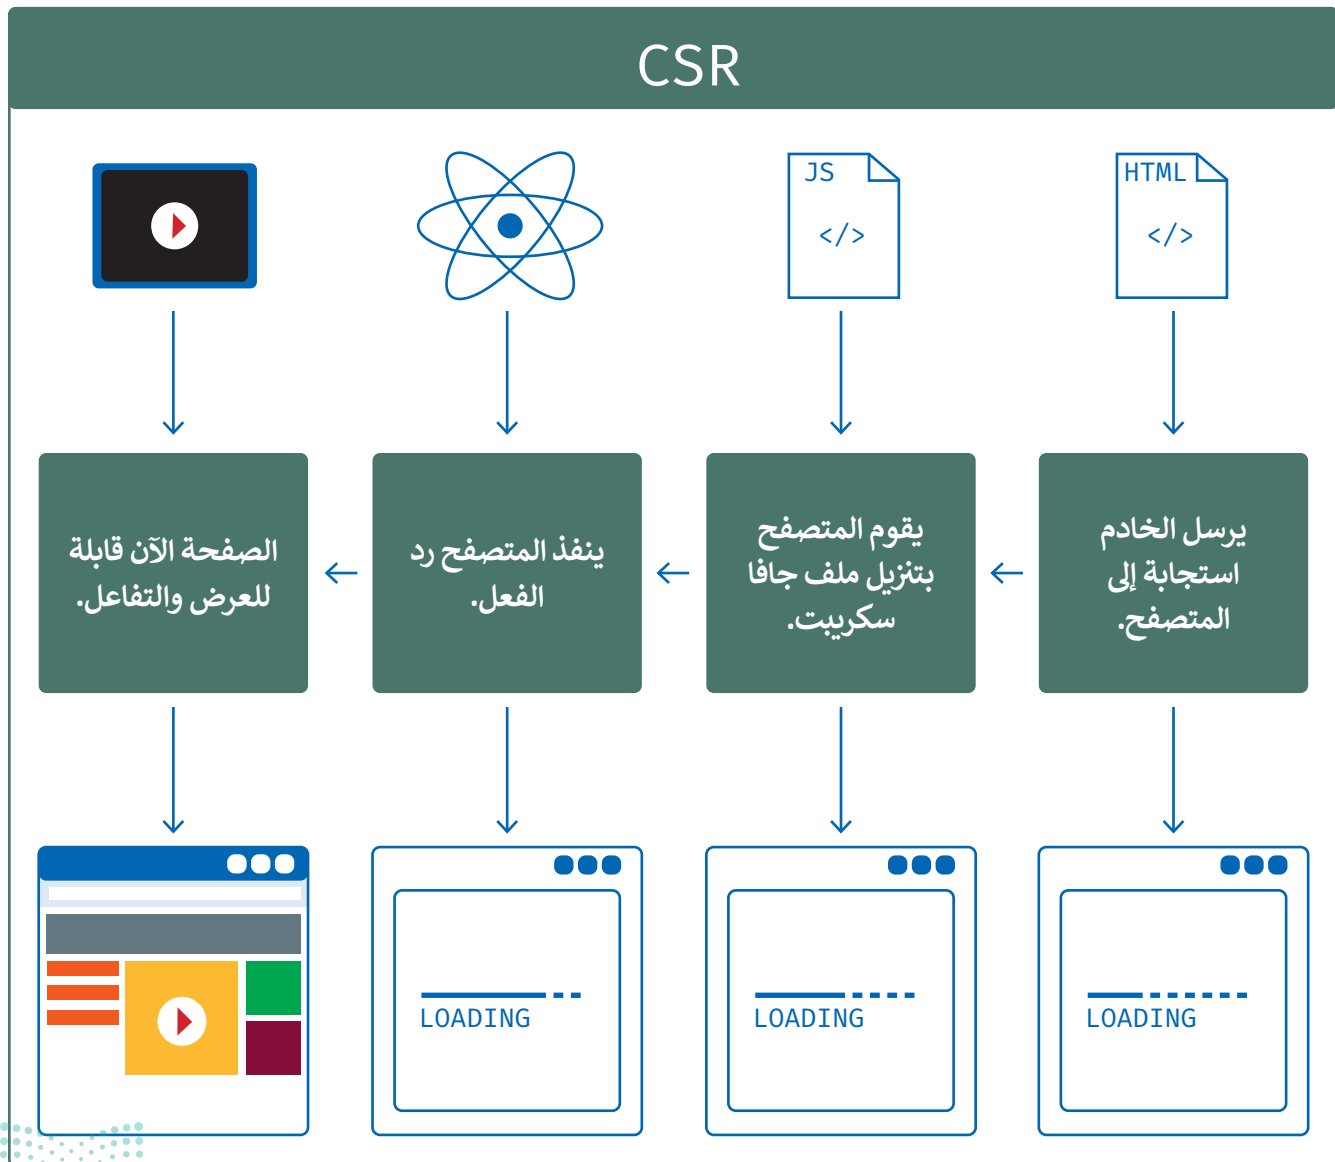 CSR
HTML
</>
JS
</>
يرسل الخادم
استجابة إلى
المتصفح.
يقوم المتصفح
بتنزيل ملف جافا
سكريبت.
ينفذ المتصفح رد
الفعل.
الصفحة الآن قابلة
للعرض والتفاعل.
LOADING
LOADING
LOADING